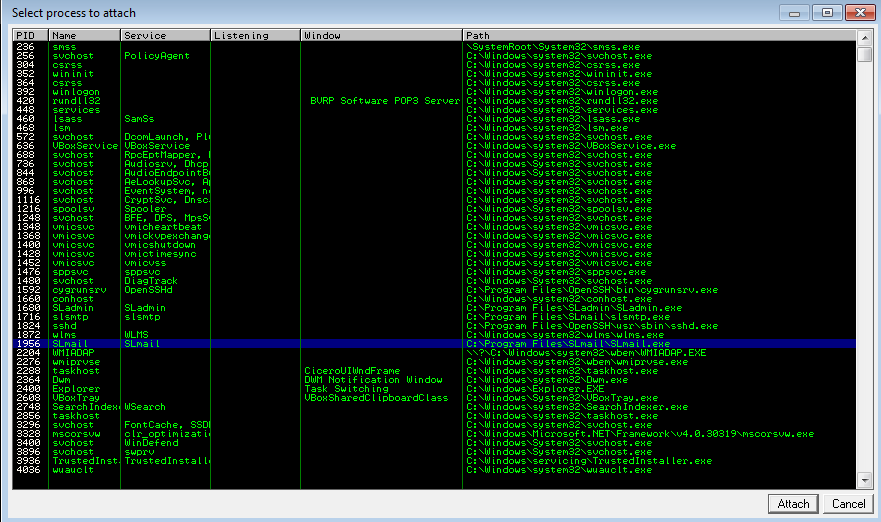 Select process to attach
PID Name Service Listening Window Path
236 smss \SystemRoot\System32\smss.exe
256 svchost PolicyAgent C:\Windows\system32\svchost.exe
304 csrss C:\Windows\system32\csrss.exe
352 wininit C:\Windows\system32\wininit.exe
364 csrss C:\Windows\system32\csrss.exe
392 winlogon C:\Windows\system32\winlogon.exe
420 rundll32 BVRP Software POP3 Server C:\Windows\system32\rundll32.exe
448 services C:\Windows\system32\services.exe
460 lsass SamSs C:\Windows\system32\lsass.exe
468 lsm C:\Windows\system32\lsm.exe
572 svchost DcomLaunch, Pl C:\Windows\system32\svchost.exe
636 VBoxService VBoxService C:\Windows\System32\VBoxService.exe
688 svchost RpcEptMapper, C:\Windows\system32\svchost.exe
736 svchost Audiosrv, Dhcp C:\Windows\System32\svchost.exe
844 svchost AudioEndpointB C:\Windows\System32\svchost.exe
868 svchost AeLookupSvc, Ap C:\Windows\system32\svchost.exe
996 svchost EventSystem, n C:\Windows\system32\svchost.exe
1116 svchost CryptSvc, Dnsc C:\Windows\system32\svchost.exe
1216 spoolsv Spooler C:\Windows\System32\spoolsv.exe
1248 svchost BFE, DPS, MpsS C:\Windows\system32\svchost.exe
1348 vmicsvc vmicheartbeat C:\Windows\system32\vmicsvc.exe
1368 vmicsvc vmickvpexchang C:\Windows\system32\vmicsvc.exe
1400 vmicsvc vmicshutdown C:\Windows\system32\vmicsvc.exe
1428 vmicsvc vmictimesync C:\Windows\system32\vmicsvc.exe
1452 vmicsvc vmicvss C:\Windows\system32\vmicsvc.exe
1476 sppsvc sppsvc C:\Windows\system32\sppsvc.exe
1480 svchost DiagTrack C:\Windows\System32\svchost.exe
1592 cygrunsrv OpenSSHd C:\Program Files\OpenSSH\bin\cygrunsrv.exe
1660 conhost C:\Windows\system32\conhost.exe
1680 SLadmin SLadmin C:\Program Files\SLadmin\SLadmin.exe
1716 slsmtp slsmtp C:\Program Files\SLmail\slsmtp.exe
1824 sshd C:\Program Files\OpenSSH\usr\sbin\sshd.exe
1872 wlms WLMS C:\Windows\system32\wlms\wlms.exe
1956 SLmail SLmail C:\Program Files\SLmail\SLmail.exe
2204 WMIADAP \\?\C:\Windows\system32\wbem\WMIADAP.EXE
2276 wmiprvse C:\Windows\system32\wbem\wmiprvse.exe
2288 taskhost CiceroUIWndFrame C:\Windows\system32\taskhost.exe
2364 Dwm DWM Notification Window C:\Windows\system32\Dwm.exe
2400 Explorer Task Switching C:\Windows\Explorer.EXE
2608 VBoxTray VBoxSharedClipboardClass C:\Windows\System32\VBoxTray.exe
2748 SearchIndexe WSearch C:\Windows\system32\SearchIndexer.exe
2856 taskhost C:\Windows\system32\taskhost.exe
3296 svchost FontCache, SSD C:\Windows\system32\svchost.exe
3328 mscorsvw clr_optimizati C:\Windows\Microsoft.NET\Framework\v4.0.30319\mscorsvw.exe
3400 svchost WinDefend C:\Windows\System32\svchost.exe
3896 svchost swprv C:\Windows\System32\svchost.exe
3936 TrustedInst TrustedInstalle C:\Windows\servicing\TrustedInstaller.exe
4036 wuauclt C:\Windows\system32\wuauclt.exe
Attach Cancel